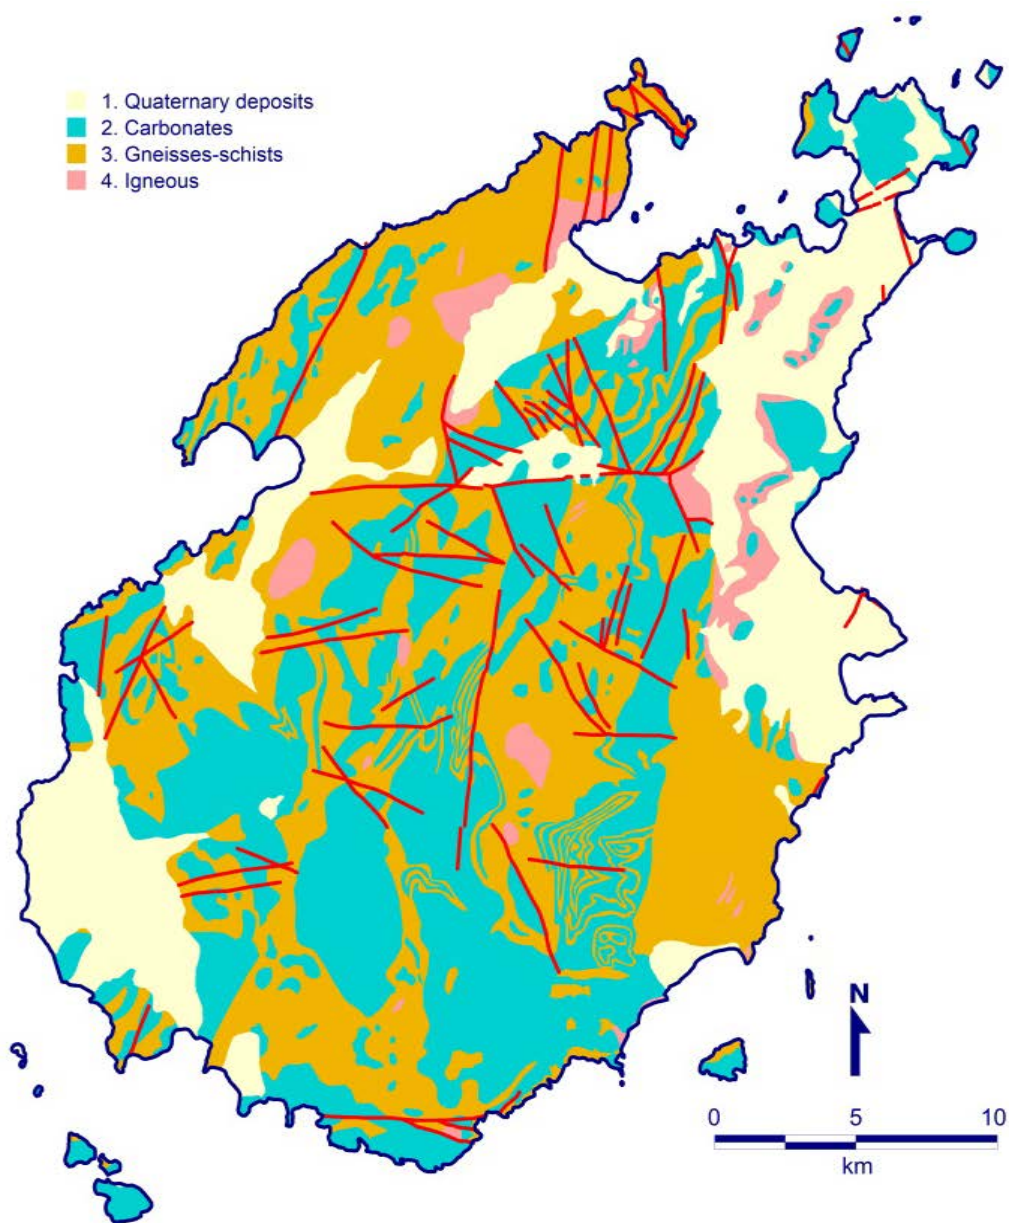 1. Quaternary deposits
2. Carbonates
3. Gneisses-schists
4. Igneous
N
0 5 10
km